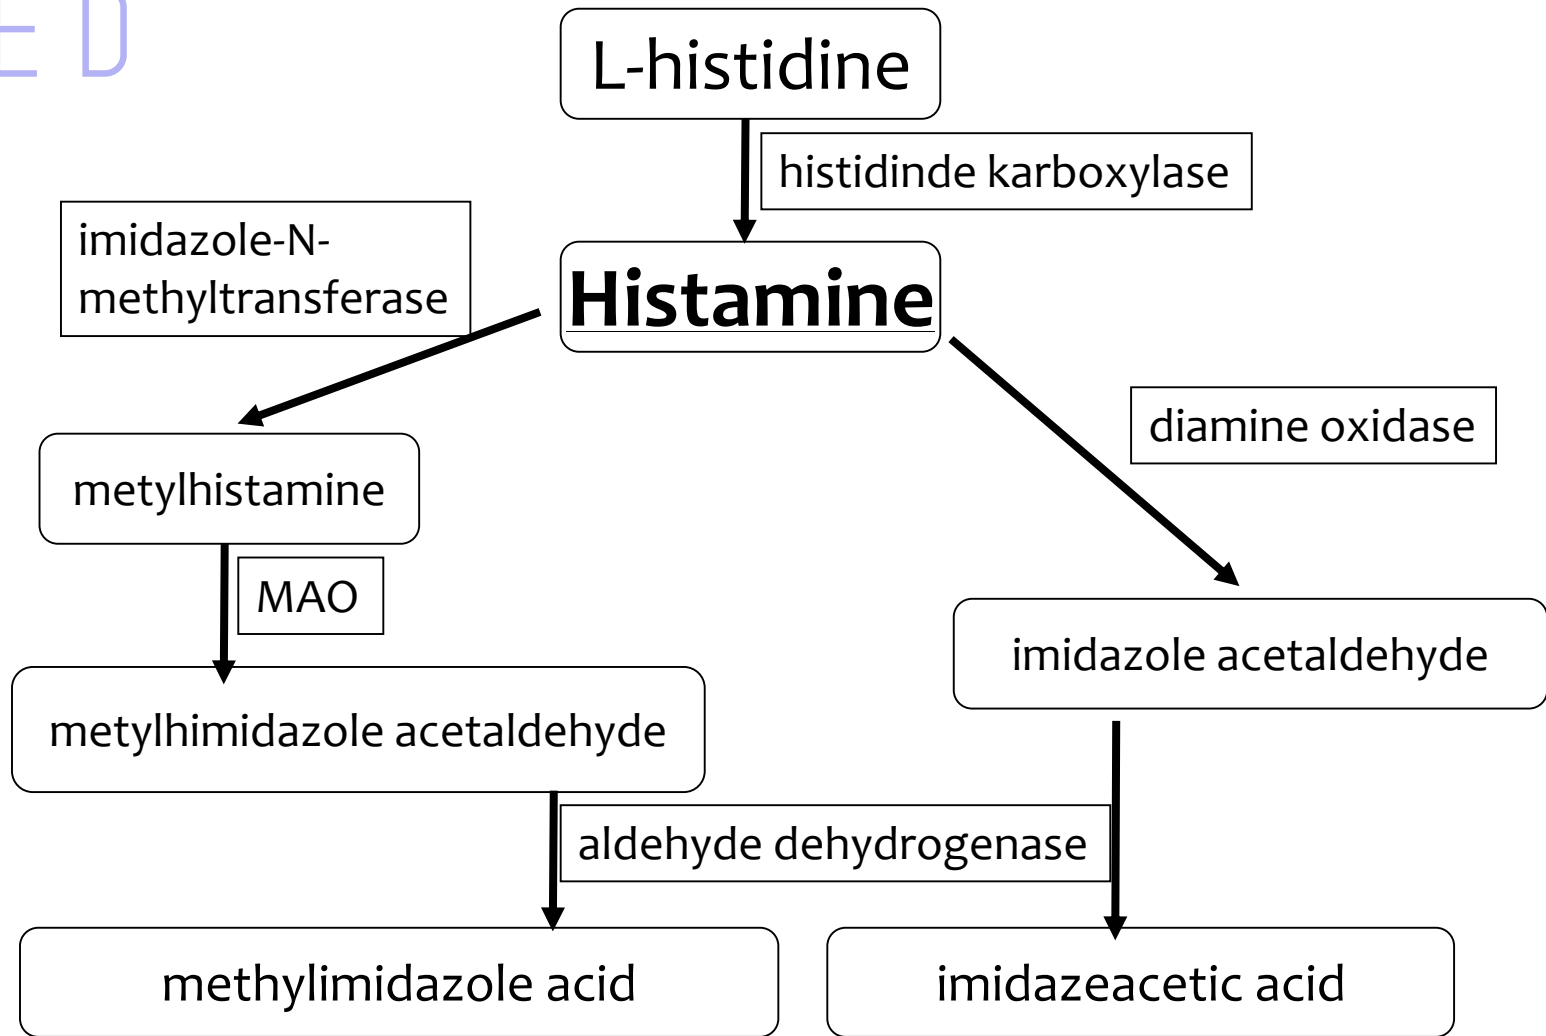 ED
L-histidine
histidinde karboxylase
imidazole-N-
methyltransferase
Histamine
diamine oxidase
metylhistamine
MAO
imidazole acetaldehyde
metylhimidazole acetaldehyde
aldehyde dehydrogenase
methylimidazole acid
imidazeacetic acid